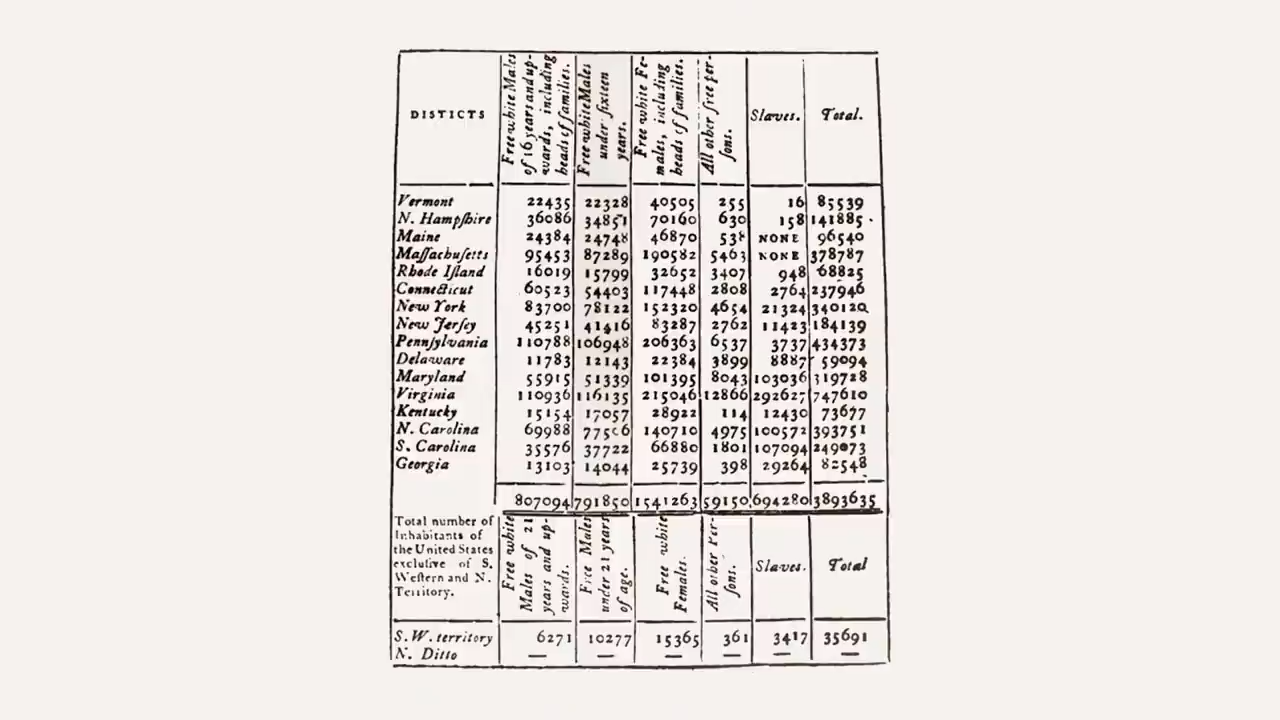 DISTICTS Free white Males of 16 years and upwards, including heads of families. Free white Males under sixteen years. Free white Females, including heads of families. All other free persons. Slaves. Total.
Vermont 22435 22328 40505 255 16 85539
N. Hampshire 36086 34851 70160 630 158 141885
Maine 24384 24748 46870 538 NONE 96540
Massachusetts 95453 87289 190582 5463 NONE 378787
Rhode Island 16019 15799 32652 3407 948 68825
Connecticut 60523 54403 117448 2808 2764 237946
New York 83700 78122 152320 4654 21324 340120
New Jersey 45251 41416 83287 2762 11423 184139
Pennsylvania 110788 106948 206363 6537 3737 434373
Delaware 11783 12143 22384 3899 8887 59094
Maryland 55915 51339 101395 8043 103036 319728
Virginia 110936 116135 215046 12866 292627 747610
Kentucky 15154 17057 28922 114 12430 73677
N. Carolina 69988 77506 140710 4975 100572 393751
S. Carolina 35576 37722 66880 1801 107094 249073
Georgia 13103 14044 25739 398 29264 82548
807094 791850 1541263 59150 694280 3893635
Total number of
Inhabitants of
the United States
exclusive of S.
Western and N.
Territory.
Free white Males of 21 years and upwards. Free Males under 21 years of age. Free white Females. All other Persons. Slaves. Total
S. W. territory 6271 10277 15365 361 3417 35691
N. Ditto — — — — — —